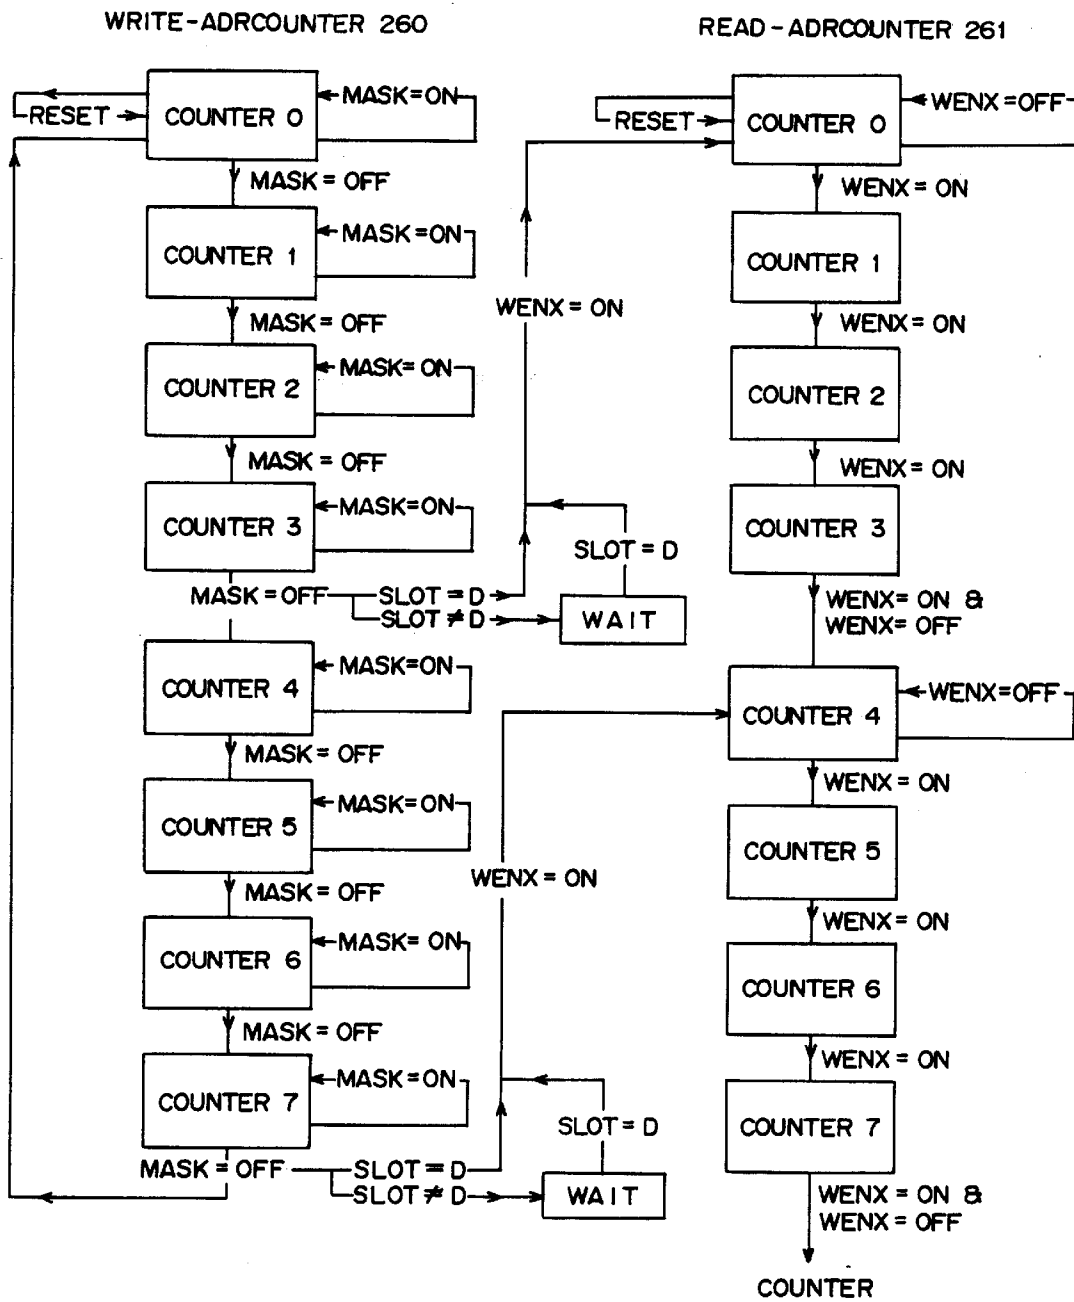 WRITE-ADRCOUNTER 260
RESET
COUNTER 0
MASK=ON
MASK=OFF
COUNTER 1
MASK=ON
MASK=OFF
COUNTER 2
MASK=ON
MASK=OFF
COUNTER 3
MASK=ON
MASK=OFF
SLOT=D
SLOT≠D
WAIT
SLOT=D
WENX=ON
COUNTER 4
MASK=ON
MASK=OFF
COUNTER 5
MASK=ON
MASK=OFF
COUNTER 6
MASK=ON
MASK=OFF
COUNTER 7
MASK=ON
MASK=OFF
SLOT=D
SLOT≠D
WAIT
SLOT=D
WENX=ON
READ-ADRCOUNTER 261
RESET
COUNTER 0
WENX=OFF
WENX=ON
COUNTER 1
WENX=ON
COUNTER 2
WENX=ON
COUNTER 3
WENX=ON &
WENX=OFF
COUNTER 4
WENX=OFF
WENX=ON
COUNTER 5
WENX=ON
COUNTER 6
WENX=ON
COUNTER 7
WENX=ON &
WENX=OFF
COUNTER